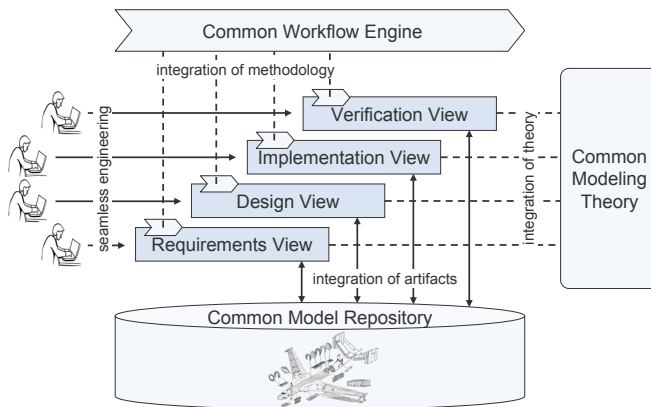 Common Workflow Engine
integration of methodology
Verification View
Implementation View
Design View
Requirements View
seamless engineering
integration of theory
Common
Modeling
Theory
integration of artifacts
Common Model Repository